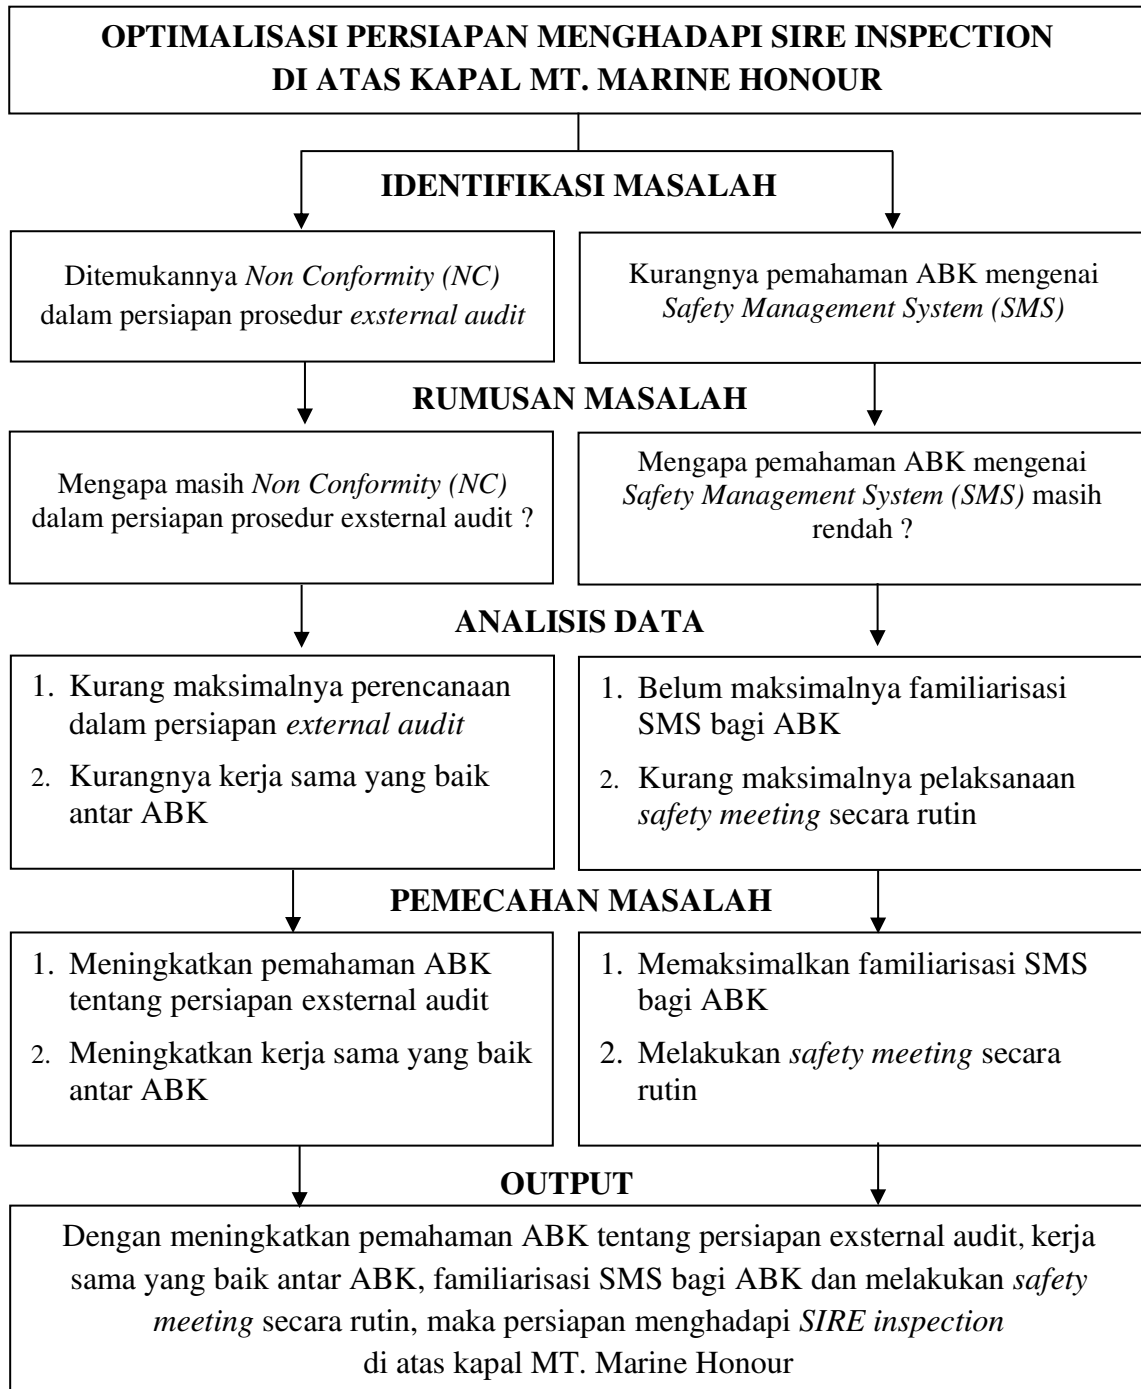 OPTIMALISASI PERSIAPAN MENGHADAPI SIRE INSPECTION
DI ATAS KAPAL MT. MARINE HONOUR
IDENTIFIKASI MASALAH
Ditemukannya Non Conformity (NC)
dalam persiapan prosedur exsternal audit
Kurangnya pemahaman ABK mengenai
Safety Management System (SMS)
RUMUSAN MASALAH
Mengapa masih Non Conformity (NC)
dalam persiapan prosedur exsternal audit ?
Mengapa pemahaman ABK mengenai
Safety Management System (SMS) masih
rendah ?
ANALISIS DATA
1. Kurang maksimalnya perencanaan
dalam persiapan external audit
2. Kurangnya kerja sama yang baik
antar ABK
1. Belum maksimalnya familiarisasi
SMS bagi ABK
2. Kurang maksimalnya pelaksanaan
safety meeting secara rutin
PEMECAHAN MASALAH
1. Meningkatkan pemahaman ABK
tentang persiapan exsternal audit
2. Meningkatkan kerja sama yang baik
antar ABK
1. Memaksimalkan familiarisasi SMS
bagi ABK
2. Melakukan safety meeting secara
rutin
OUTPUT
Dengan meningkatkan pemahaman ABK tentang persiapan exsternal audit, kerja
sama yang baik antar ABK, familiarisasi SMS bagi ABK dan melakukan safety
meeting secara rutin, maka persiapan menghadapi SIRE inspection
di atas kapal MT. Marine Honour